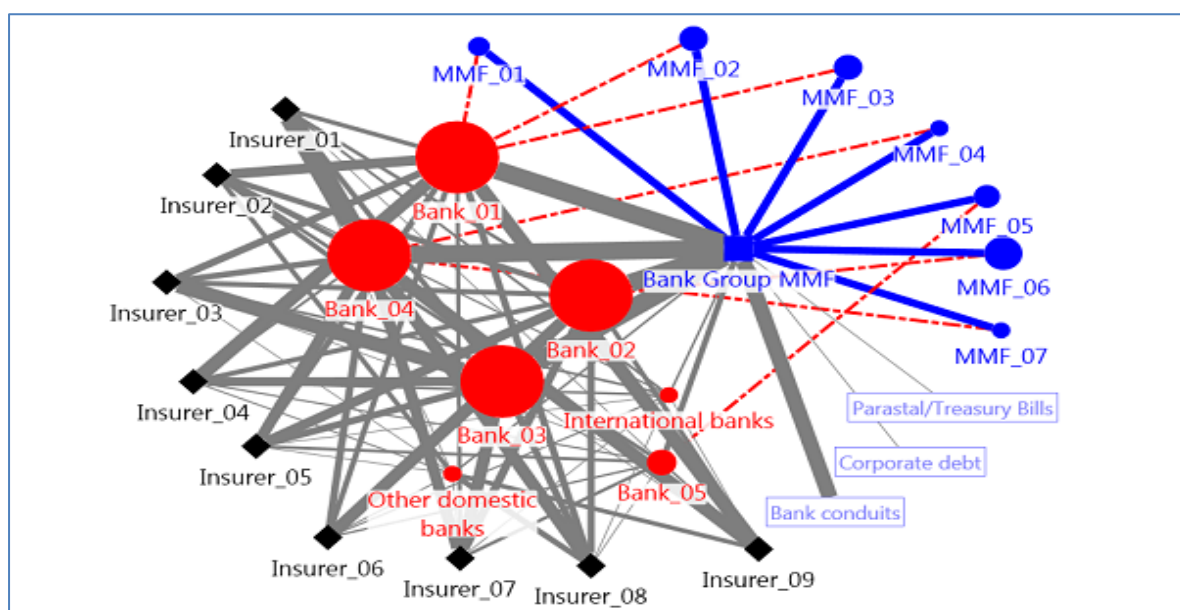 MMF_01
MMF_02
MMF_03
MMF_04
MMF_05
MMF_06
MMF_07
Insurer_01
Insurer_02
Insurer_03
Insurer_04
Insurer_05
Insurer_06
Insurer_07
Insurer_08
Insurer_09
Bank_01
Bank_04
Bank_02
Bank_03
Bank Group MMF
International banks
Bank_05
Other domestic
banks
Parastal/Treasury Bills
Corporate debt
Bank conduits